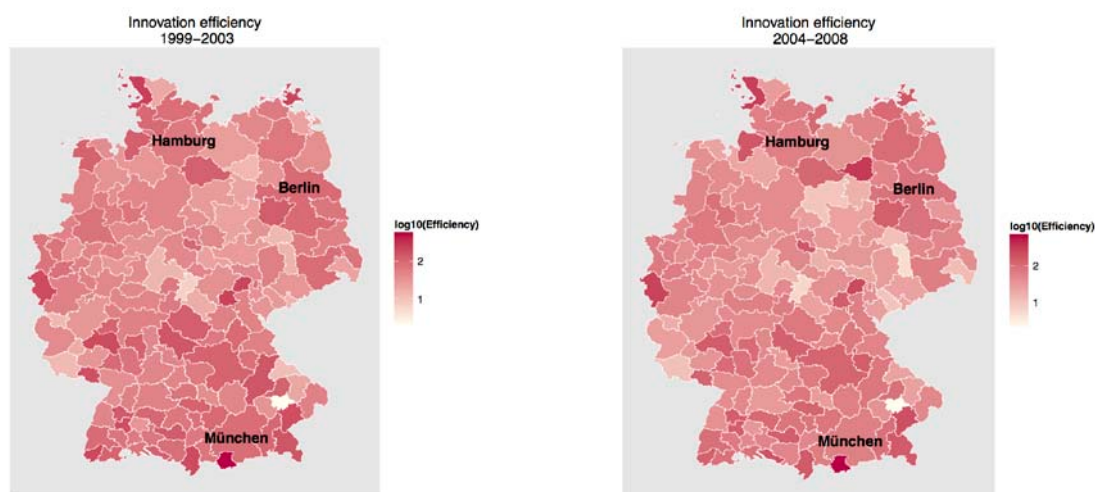 Innovation efficiency
1999−2003
Hamburg
Berlin
München
log10(Efficiency)
2
1
Innovation efficiency
2004−2008
Hamburg
Berlin
München
log10(Efficiency)
2
1